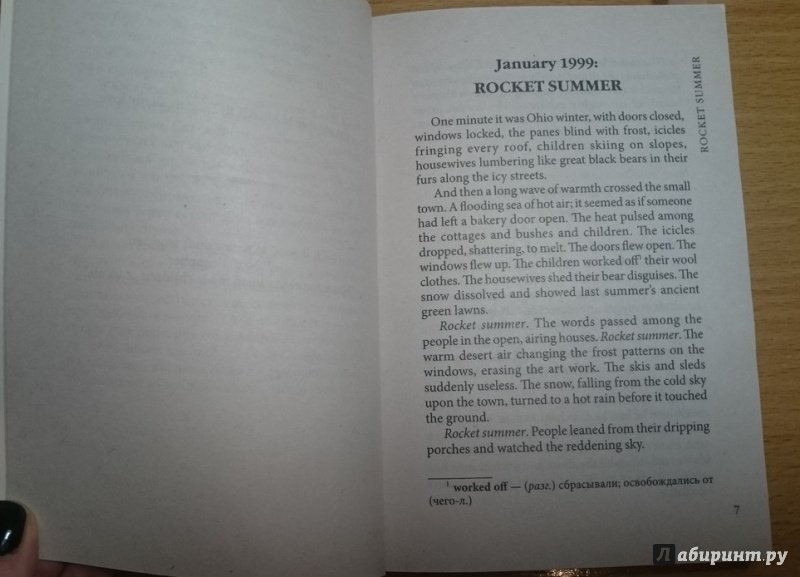 January 1999:
ROCKET SUMMER
ROCKET SUMMER
One minute it was Ohio winter, with doors closed,
windows locked, the panes blind with frost, icicles
fringing every roof, children skiing on slopes,
housewives lumbering like great black bears in their
furs along the icy streets.
And then a long wave of warmth crossed the small
town. A flooding sea of hot air; it seemed as if someone
had left a bakery door open. The heat pulsed among
the cottages and bushes and children. The icicles
dropped, shattering, to melt. The doors flew open. The
windows flew up. The children worked off¹ their wool
clothes. The housewives shed their bear disguises. The
snow dissolved and showed last summer's ancient
green lawns.
Rocket summer. The words passed among the
people in the open, airing houses. Rocket summer. The
warm desert air changing the frost patterns on the
windows, erasing the art work. The skis and sleds
suddenly useless. The snow, falling from the cold sky
upon the town, turned to a hot rain before it touched
the ground.
Rocket summer. People leaned from their dripping
porches and watched the reddening sky.
¹ worked off — (разг.) сбрасывали; освобождались от
(чего-л.)
7
Лабиринт.ру